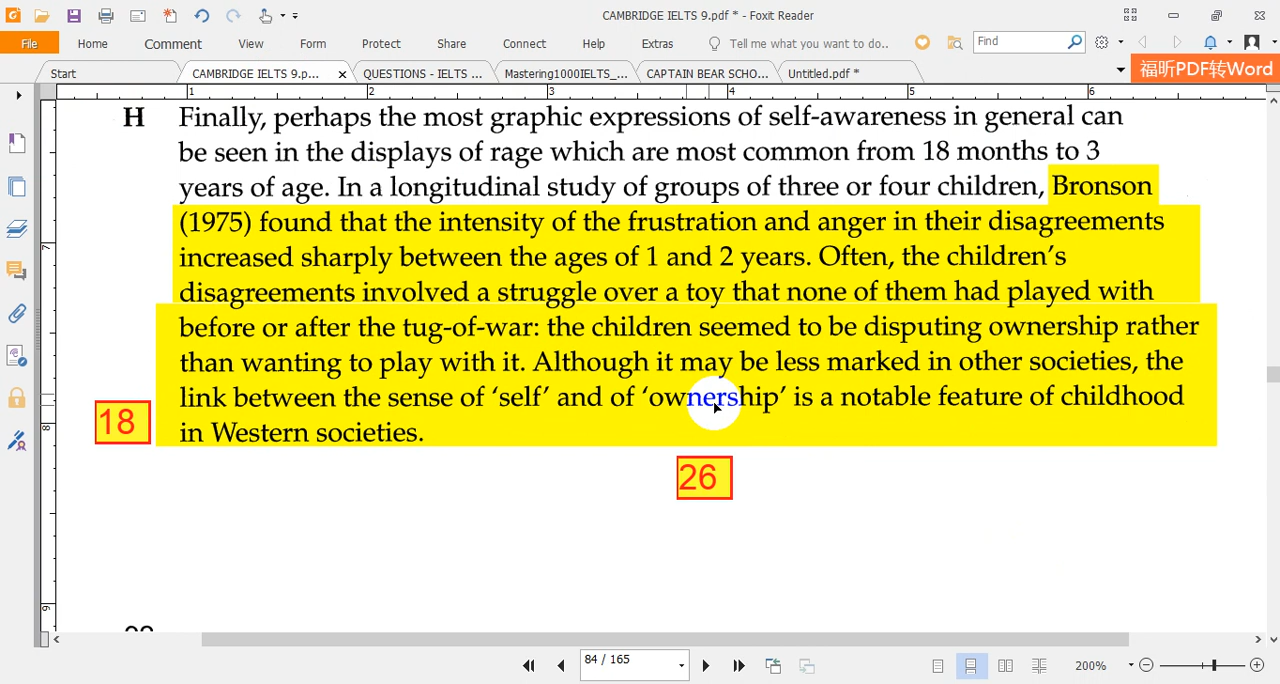 CAMBRIDGE IELTS 9.pdf * - Foxit Reader
File Home Comment View Form Protect Share Connect Help Extras Tell me what you want to do.. Find
Start CAMBRIDGE IELTS 9.p... QUESTIONS - IELTS ... Mastering1000IELTS_... CAPTAIN BEAR SCHO... Untitled.pdf * 福昕PDF转Word
1 2 3 4 5 6
H Finally, perhaps the most graphic expressions of self-awareness in general can
be seen in the displays of rage which are most common from 18 months to 3
years of age. In a longitudinal study of groups of three or four children, Bronson
(1975) found that the intensity of the frustration and anger in their disagreements
increased sharply between the ages of 1 and 2 years. Often, the children's
disagreements involved a struggle over a toy that none of them had played with
before or after the tug-of-war: the children seemed to be disputing ownership rather
than wanting to play with it. Although it may be less marked in other societies, the
link between the sense of 'self' and of 'ownership' is a notable feature of childhood
in Western societies.
18
26
7
8
9
84 / 165 200%